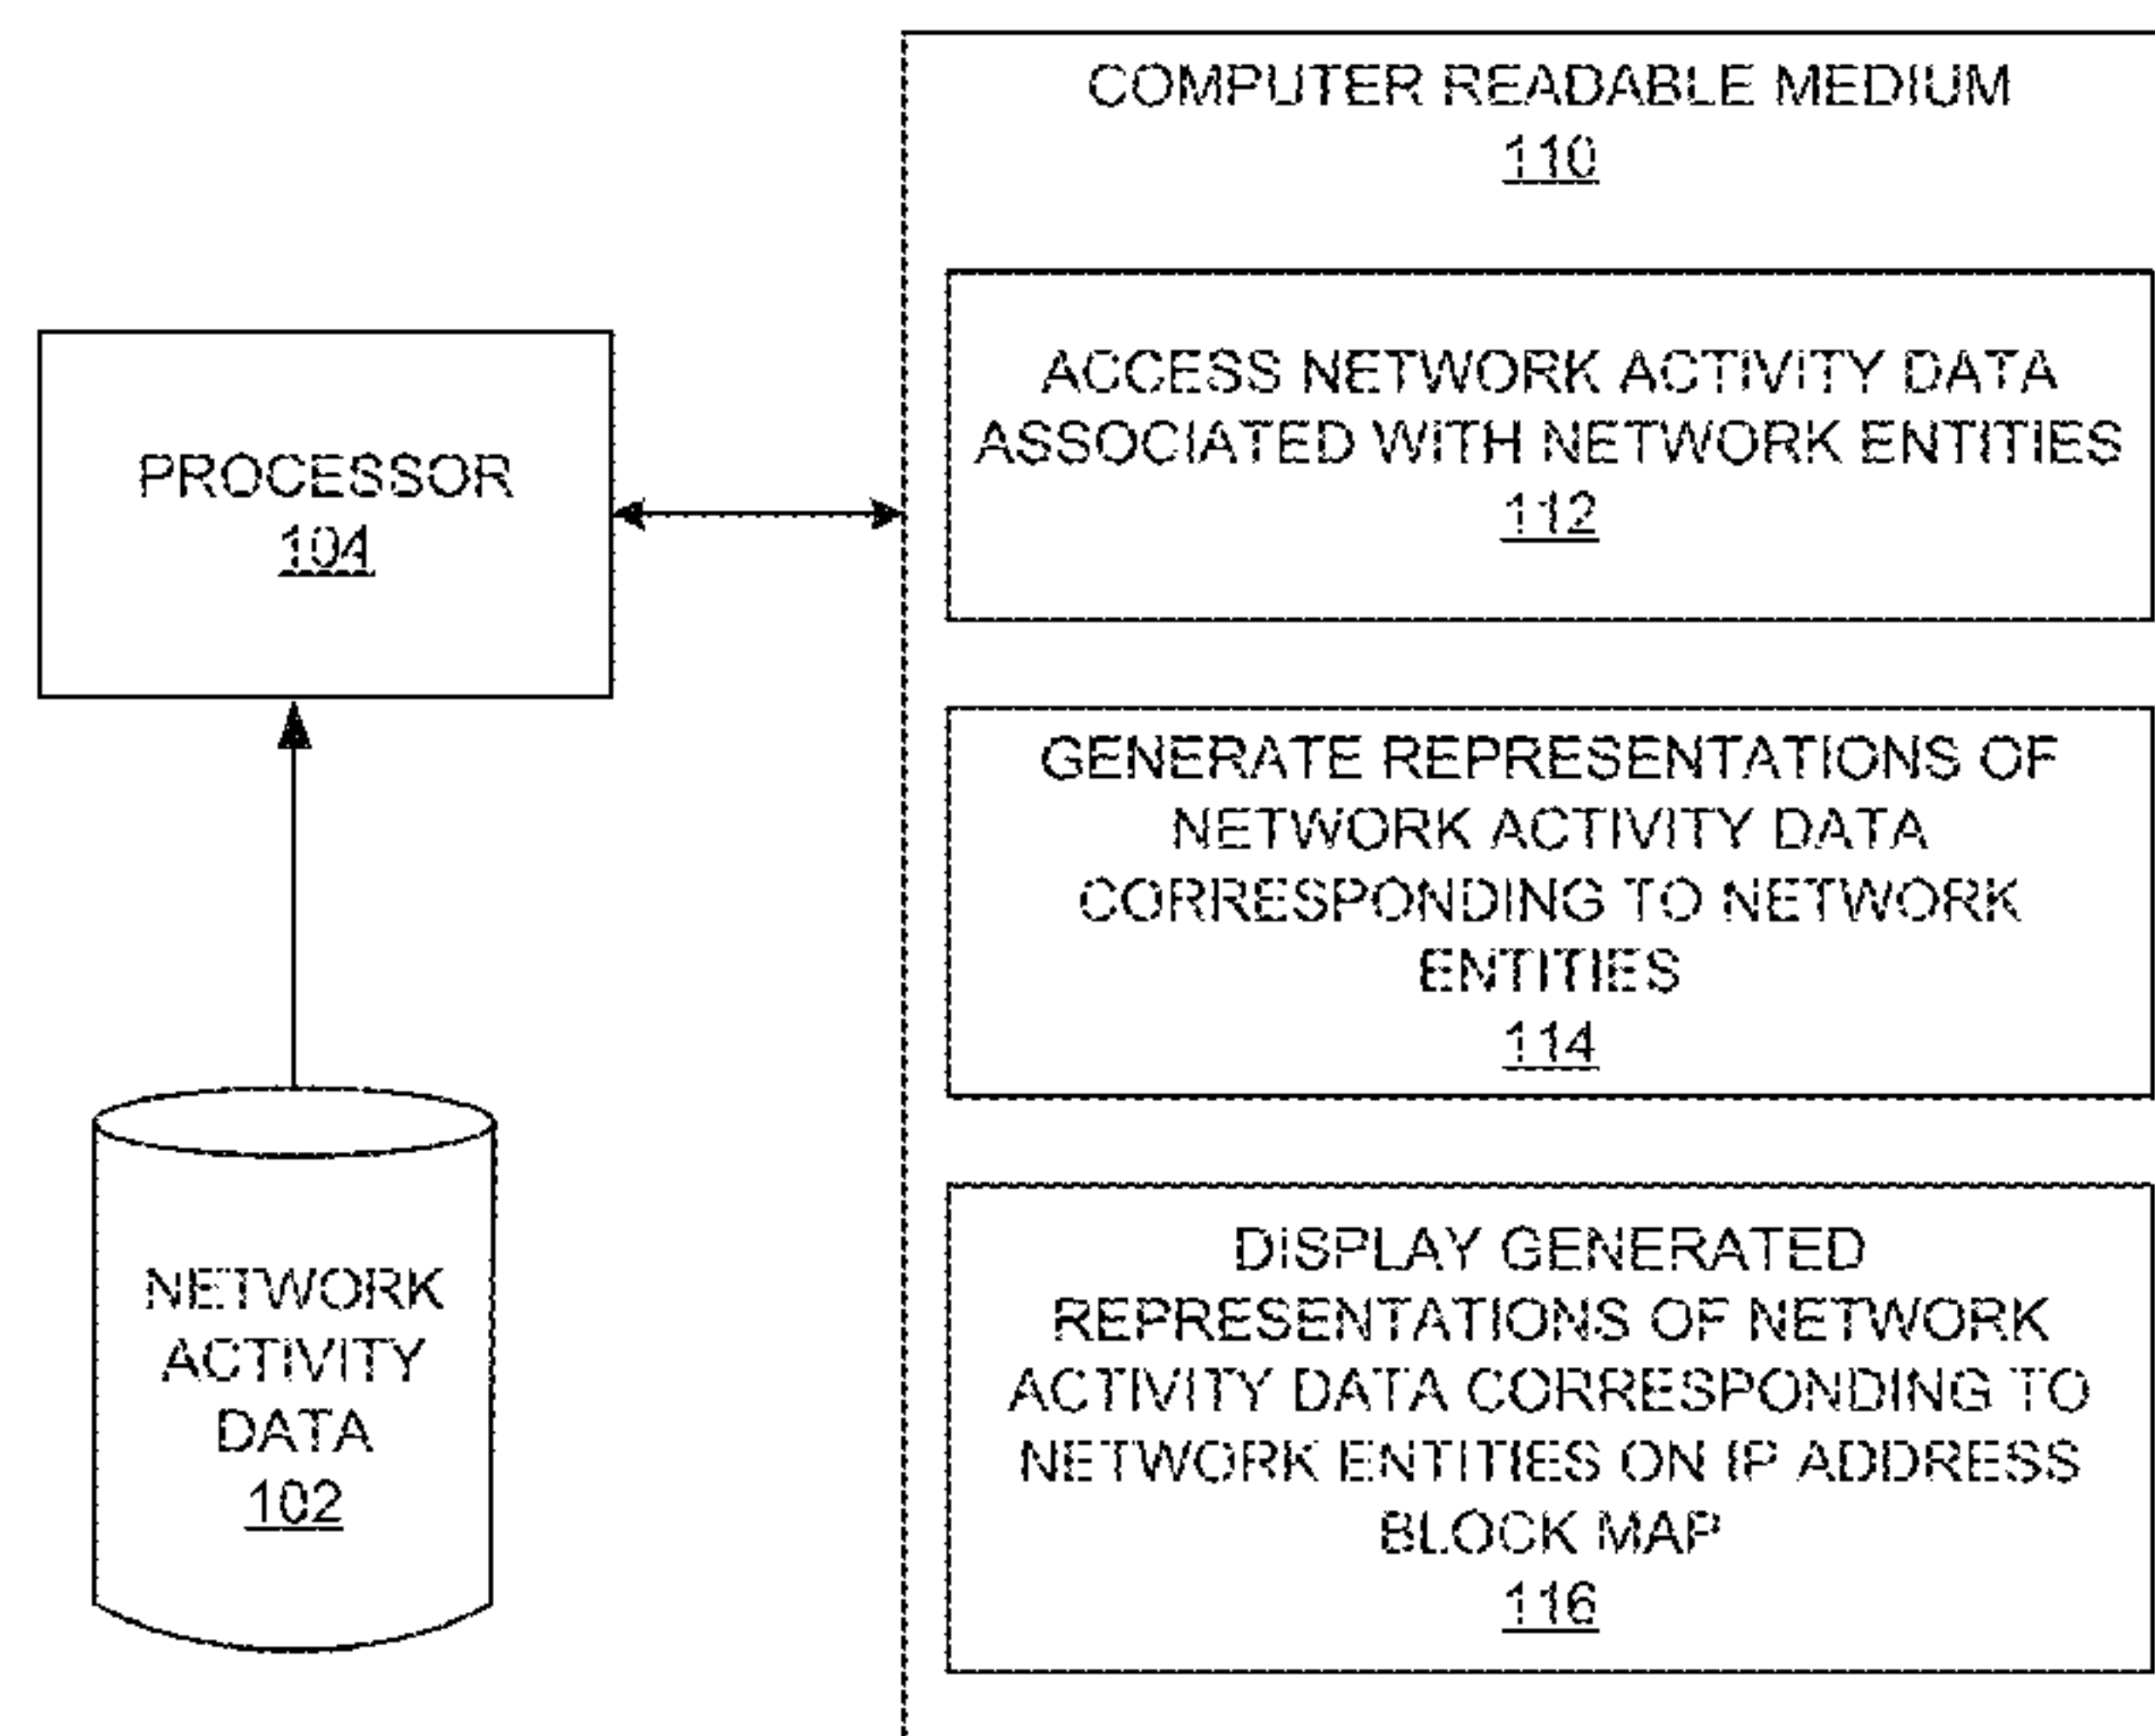 COMPUTER READABLE MEDIUM
110
ACCESS NETWORK ACTIVITY DATA
ASSOCIATED WITH NETWORK ENTITIES
112
PROCESSOR
104
GENERATE REPRESENTATIONS OF
NETWORK ACTIVITY DATA
CORRESPONDING TO NETWORK
ENTITIES
114
NETWORK
ACTIVITY
DATA
102
DISPLAY GENERATED
REPRESENTATIONS OF NETWORK
ACTIVITY DATA CORRESPONDING TO
NETWORK ENTITIES ON IP ADDRESS
BLOCK MAP
116